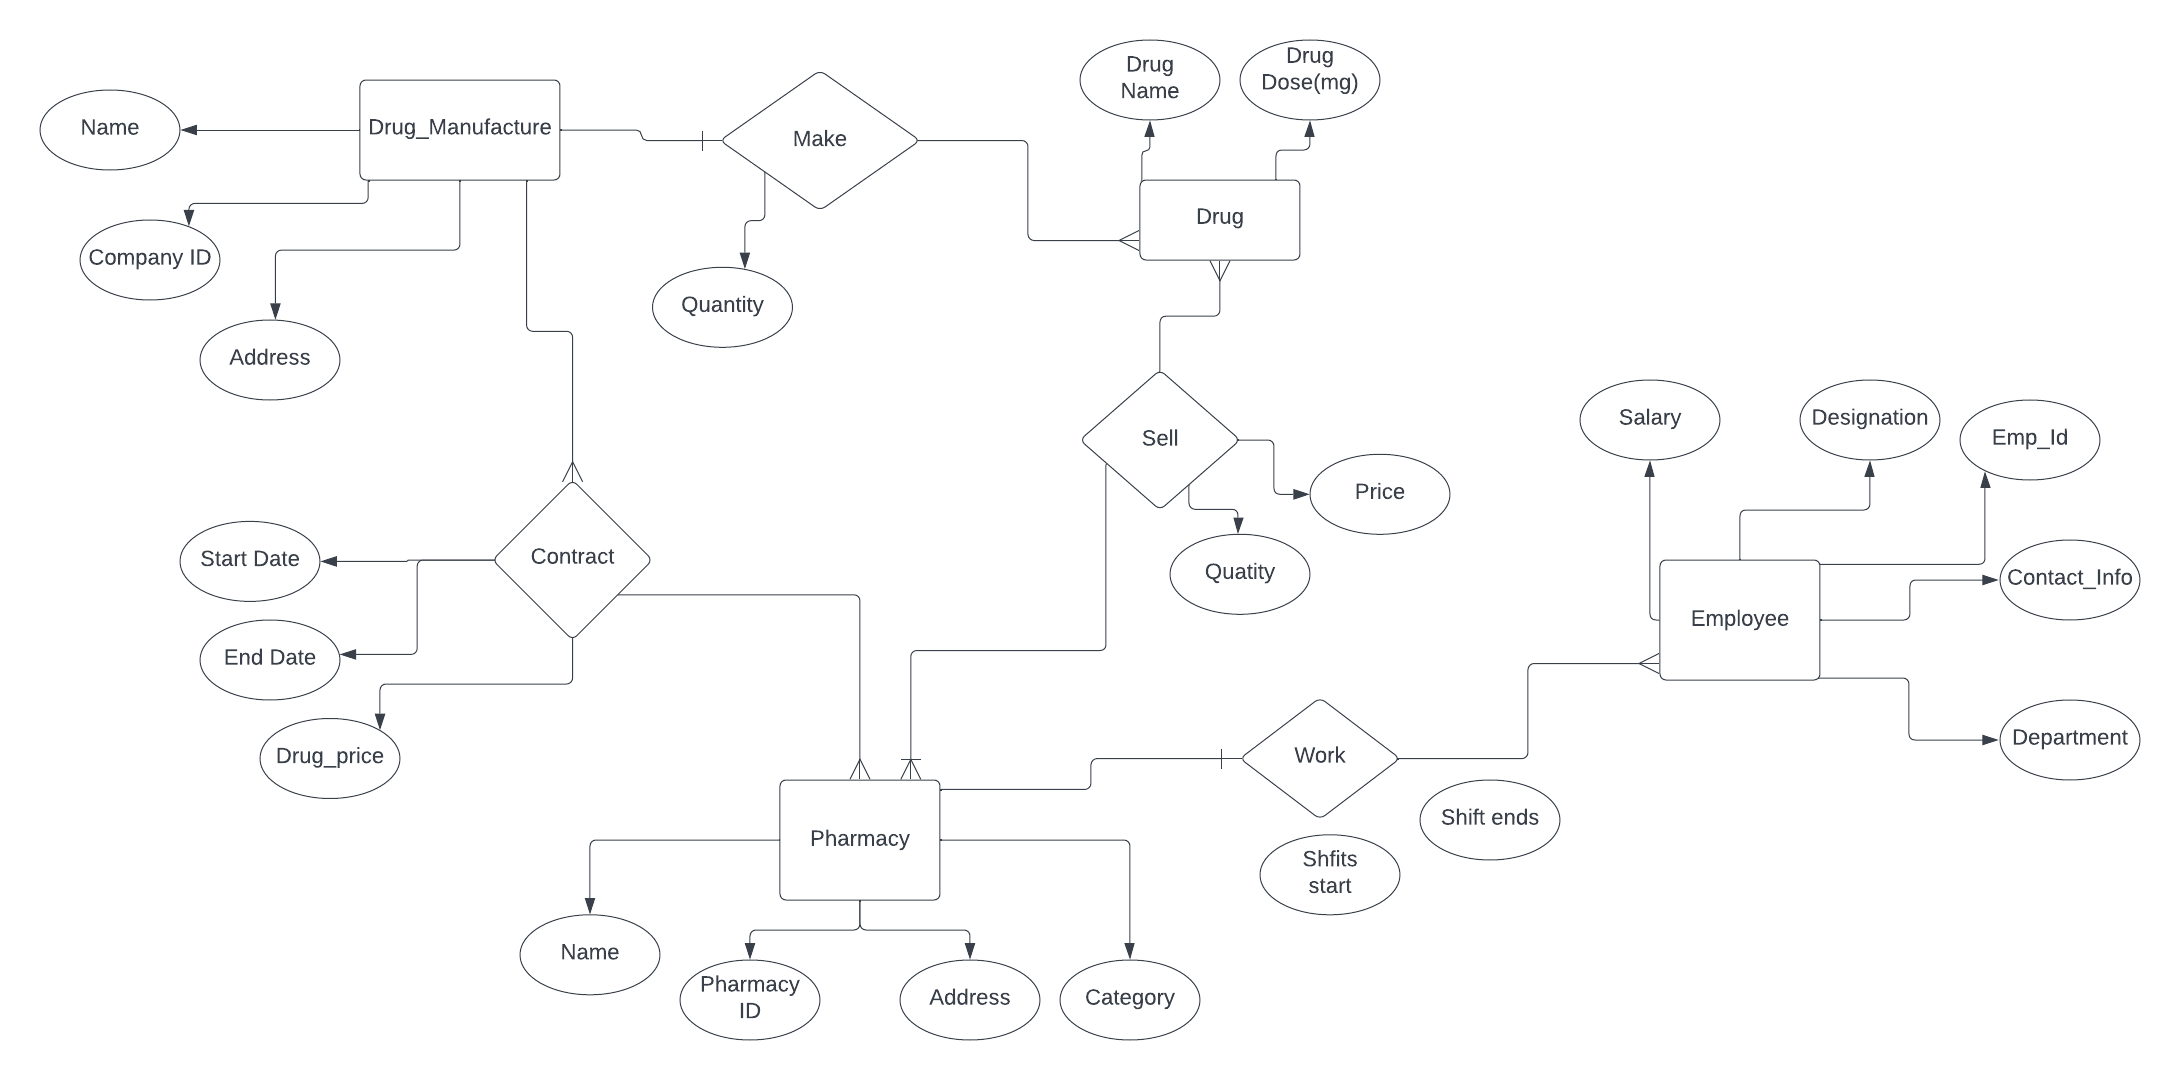 Drug
Name
Drug
Dose(mg)
Name
Drug_Manufacture
Make
Drug
Company ID
Quantity
Address
Salary
Designation
Emp_Id
Sell
Price
Start Date
Contract
Quatity
Contact_Info
Employee
End Date
Drug_price
Work
Department
Shift ends
Pharmacy
Shfits
start
Name
Pharmacy
ID
Address
Category